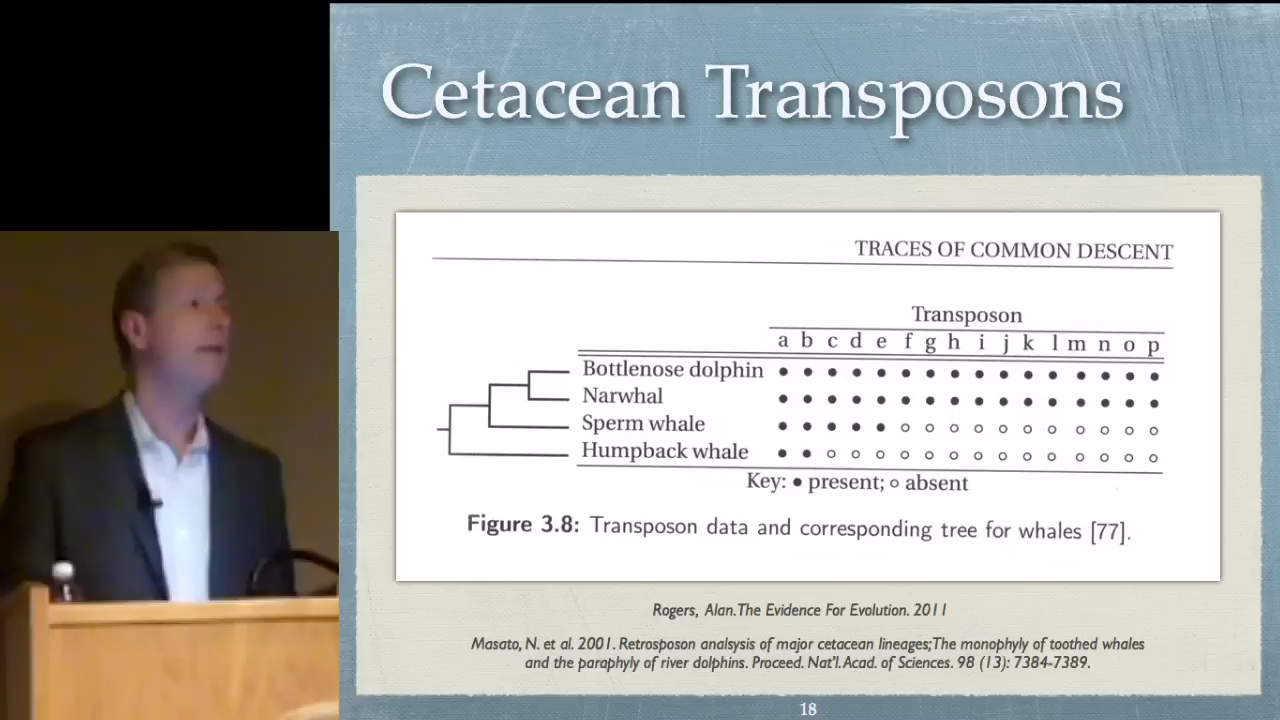 Cetacean Transposons
TRACES OF COMMON DESCENT
Transposon
a b c d e f g h i j k l m n o p
Bottlenose dolphin ● ● ● ● ● ● ● ● ● ● ● ● ● ● ● ●
Narwhal ● ● ● ● ● ● ● ● ● ● ● ● ● ● ● ●
Sperm whale ● ● ● ● ● ○ ○ ○ ○ ○ ○ ○ ○ ○ ○ ○
Humpback whale ● ● ○ ○ ○ ○ ○ ○ ○ ○ ○ ○ ○ ○ ○ ○
Key: ● present; ○ absent
Figure 3.8: Transposon data and corresponding tree for whales [77].
Rogers, Alan.The Evidence For Evolution. 2011
Masato, N. et al. 2001. Retrosposon analsysis of major cetacean lineages;The monophyly of toothed whales
and the paraphyly of river dolphins. Proceed. Nat'l. Acad. of Sciences. 98 (13): 7384-7389.
18